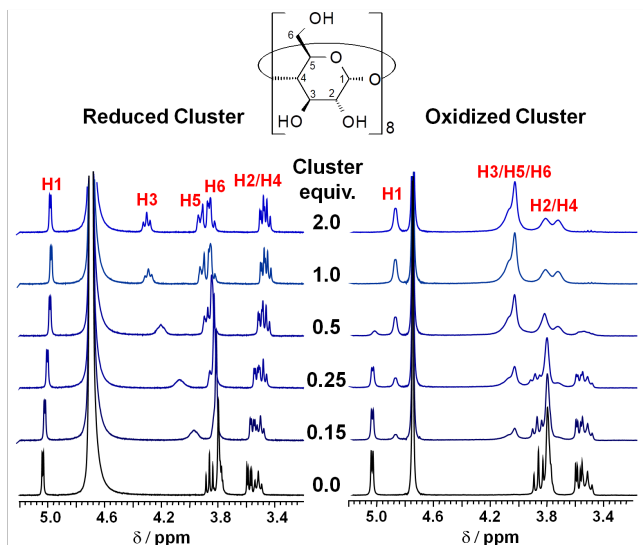 OH
6
5
O
4
1
O
3
2
HO
OH
8
Reduced Cluster
Oxidized Cluster
Cluster
equiv.
H1
H3
H5
H6
H2/H4
H1
H3/H5/H6
H2/H4
2.0
1.0
0.5
0.25
0.15
0.0
5.0 4.6 4.2 3.8 3.4
δ / ppm
5.0 4.6 4.2 3.8 3.4
δ / ppm